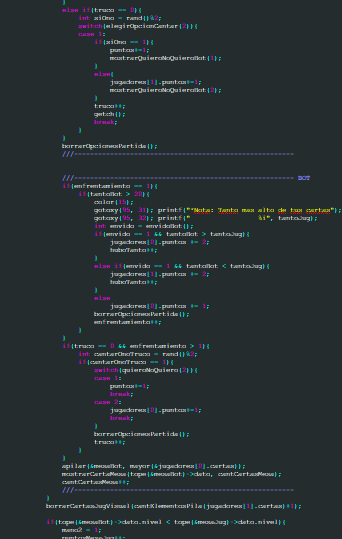 }
else if(truco == 0){
int siOno = rand()%2;
switch(elegirOpcionCantar(2)){
case 1:
if(siOno == 1){
puntos+=1;
mostrarQuieroNoQuieroBot(1);
}
else{
jugadores[1].puntos+=1;
mostrarQuieroNoQuieroBot(2);
}
truco++;
getch();
break;
}
}
borrarOpcionesPartida();
///------------------------------------------------------

///------------------------------------------------------ BOT
if(enfrentamiento == 1){
if(tantoBot > 20){
color(15);
gotoxy(95, 31); printf("*Nota: Tanto mas alto de tus cartas");
gotoxy(95, 32); printf(" %i", tantoJug);
int envido = envidoBot();
if(envido == 1 && tantoBot > tantoJug){
jugadores[0].puntos += 2;
huboTanto++;
}
else if(envido == 1 && tantoBot < tantoJug){
jugadores[1].puntos += 2;
huboTanto++;
}
else
jugadores[0].puntos += 1;
borrarOpcionesPartida();
enfrentamiento++;
}
}
if(truco == 0 && enfrentamiento > 1){
int cantarOnoTruco = rand()%2;
if(cantarOnoTruco == 1){
switch(quieroNoQuiero(2)){
case 1:
puntos+=1;
break;
case 2:
jugadores[0].puntos+=1;
break;
}
borrarOpcionesPartida();
truco++;
}
}
apilar(&mesaBot, mayor(&jugadores[0].cartas));
mostrarCartaMesa(tope(&mesaBot)->dato, cantCartasMesa);
cantCartasMesa++;
///------------------------------------------------------
}
borrarCartasJugVisual(cantElementosPila(jugadores[1].cartas)+1);

if(tope(&mesaBot)->dato.nivel < tope(&mesaJug)->dato.nivel){
mano2 = 1;
puntosMesaJug++;